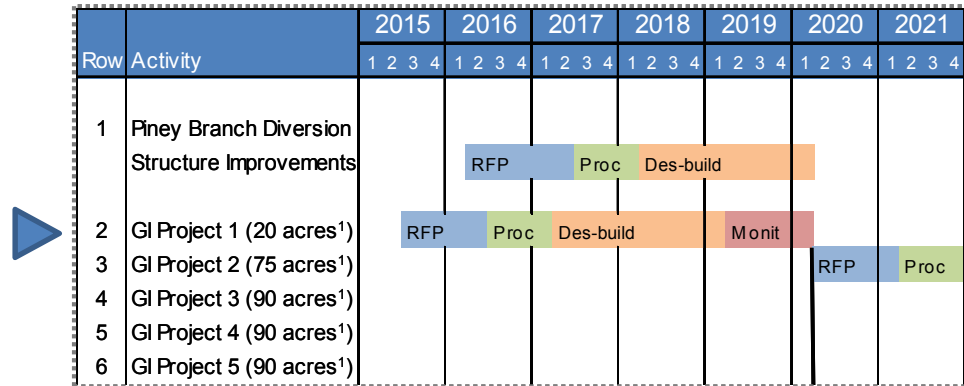 2015 2016 2017 2018 2019 2020 2021
Row Activity 1 2 3 4 1 2 3 4 1 2 3 4 1 2 3 4 1 2 3 4 1 2 3 4 1 2 3 4
1 Piney Branch Diversion
Structure Improvements RFP Proc Des-build
2 GI Project 1 (20 acres¹) RFP Proc Des-build Monit
3 GI Project 2 (75 acres¹) RFP Proc
4 GI Project 3 (90 acres¹)
5 GI Project 4 (90 acres¹)
6 GI Project 5 (90 acres¹)